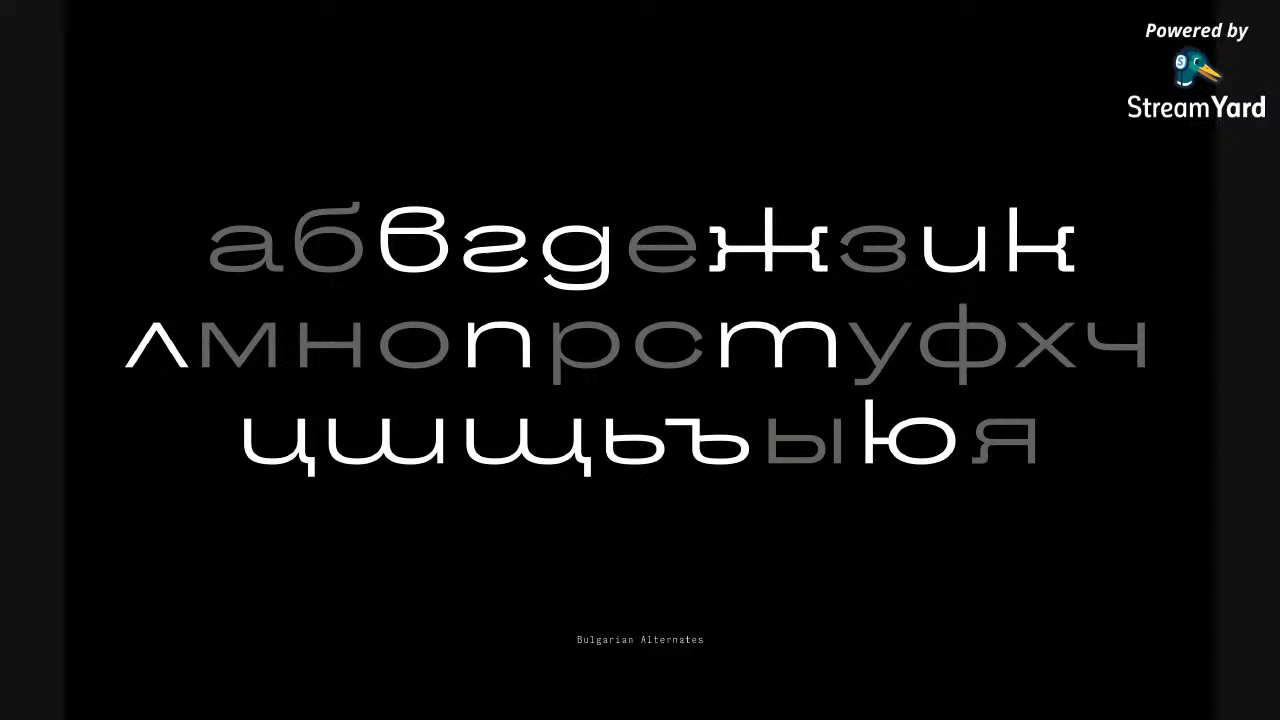 Powered by
StreamYard
абвгдежзик
лмнопрстуфхч
цшщьъыюя
Bulgarian Alternates